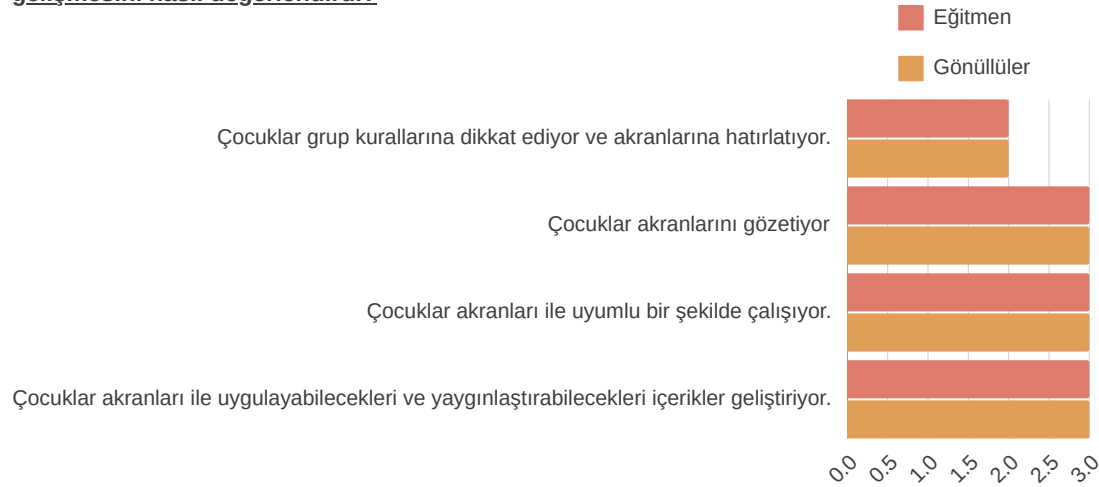 Eğitmen
Gönüllüler
Çocuklar grup kurallarına dikkat ediyor ve akranlarına hatırlatıyor.
Çocuklar akranlarını gözetiyor
Çocuklar akranları ile uyumlu bir şekilde çalışıyor.
Çocuklar akranları ile uygulayabilecekleri ve yaygınlaştırabilecekleri içerikler geliştiriyor.
0.0 0.5 1.0 1.5 2.0 2.5 3.0